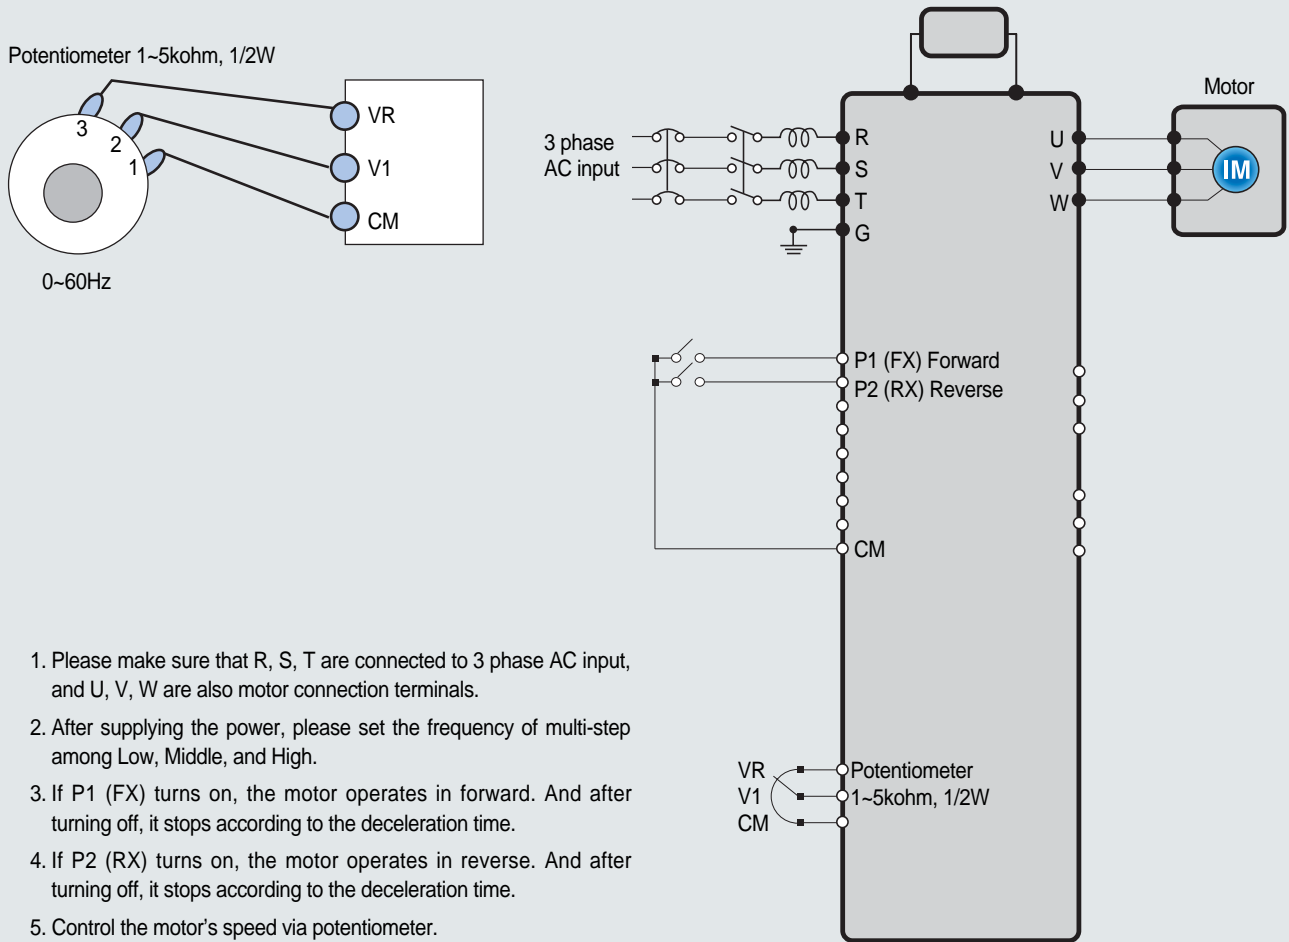 Potentiometer 1~5kohm, 1/2W
3
2
1
VR
V1
CM
0~60Hz
3 phase
AC input
R
S
T
G
U
V
W
Motor
IM
P1 (FX) Forward
P2 (RX) Reverse
CM
VR
V1
CM
Potentiometer
1~5kohm, 1/2W
1. Please make sure that R, S, T are connected to 3 phase AC input,
and U, V, W are also motor connection terminals.
2. After supplying the power, please set the frequency of multi-step
among Low, Middle, and High.
3. If P1 (FX) turns on, the motor operates in forward. And after
turning off, it stops according to the deceleration time.
4. If P2 (RX) turns on, the motor operates in reverse. And after
turning off, it stops according to the deceleration time.
5. Control the motor's speed via potentiometer.